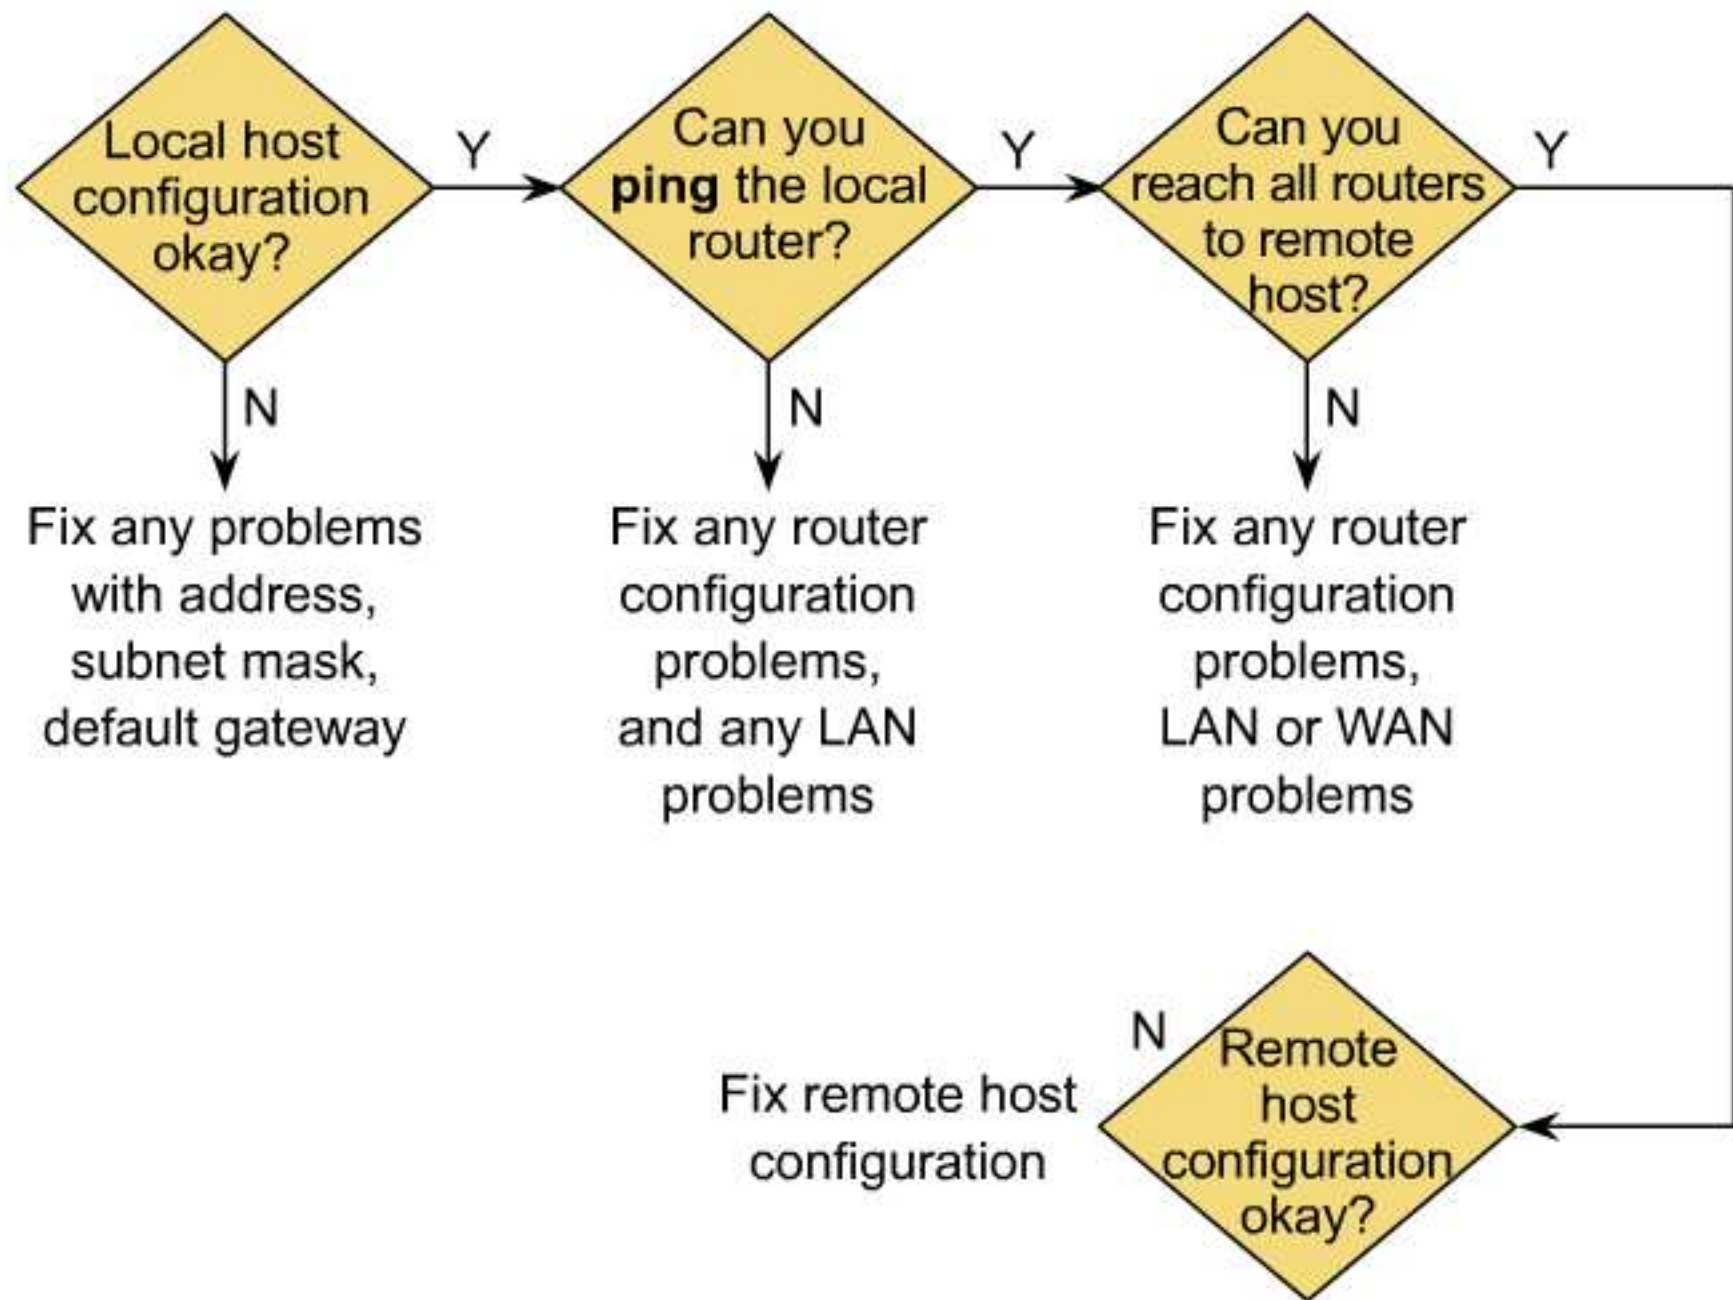 Local host
configuration
okay?
Y
Can you
ping the local
router?
Y
Can you
reach all routers
to remote
host?
Y
N
Fix any problems
with address,
subnet mask,
default gateway
N
Fix any router
configuration
problems,
and any LAN
problems
N
Fix any router
configuration
problems,
LAN or WAN
problems
Remote
host
configuration
okay?
N
Fix remote host
configuration